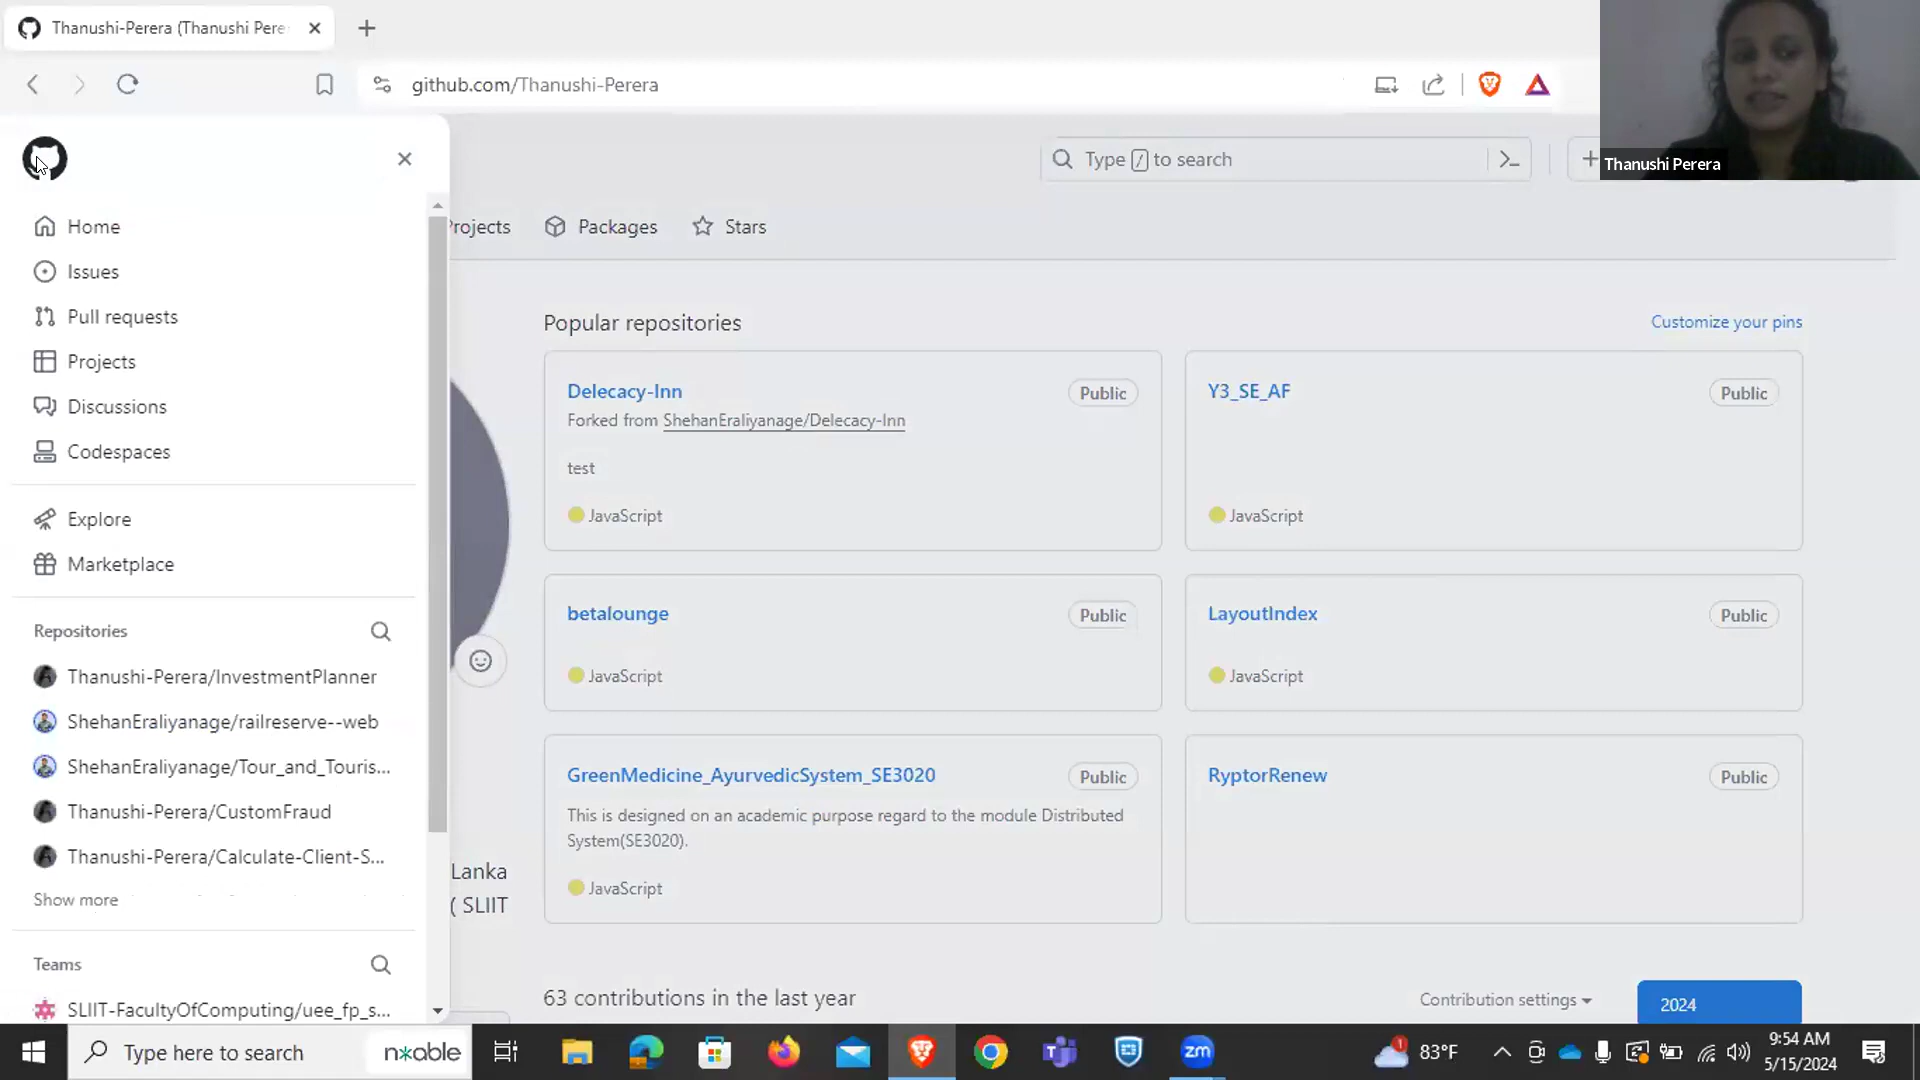 Thanushi-Perera (Thanushi Pere
github.com/Thanushi-Perera
Thanushi Perera
Type / to search
Home
Issues
Pull requests
Projects
Discussions
Codespaces
Explore
Marketplace
Repositories
Thanushi-Perera/InvestmentPlanner
ShehanEraliyanage/railreserve--web
ShehanEraliyanage/Tour_and_Touris...
Thanushi-Perera/CustomFraud
Thanushi-Perera/Calculate-Client-S...
Show more
Teams
SLIIT-FacultyOfComputing/uee_fp_s...
Projects
Packages
Stars
Lanka
( SLIIT
Popular repositories
Customize your pins
Delecacy-Inn
Public
Forked from ShehanEraliyanage/Delecacy-Inn
test
JavaScript
Y3_SE_AF
Public
JavaScript
betalounge
Public
JavaScript
LayoutIndex
Public
JavaScript
GreenMedicine_AyurvedicSystem_SE3020
Public
This is designed on an academic purpose regard to the module Distributed
System(SE3020).
JavaScript
RyptorRenew
Public
63 contributions in the last year
Contribution settings
2024
Type here to search
n&able
zm
1
83°F
9:54 AM
5/15/2024